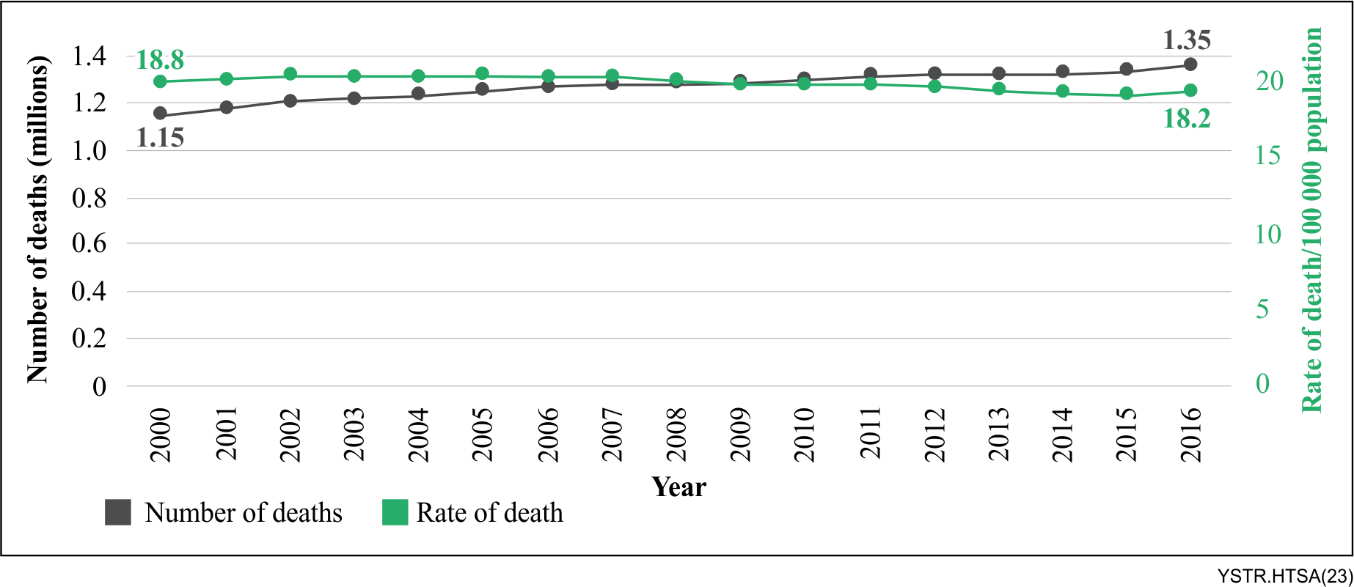 Number of deaths (millions)
1.4
1.2
1.0
0.8
0.6
0.4
0.2
0
18.8
1.15
1.35
18.2
20
15
10
5
0
Rate of death/100 000 population
2000 2001 2002 2003 2004 2005 2006 2007 2008 2009 2010 2011 2012 2013 2014 2015 2016
Year
Number of deaths Rate of death
YSTR.HTSA(23)